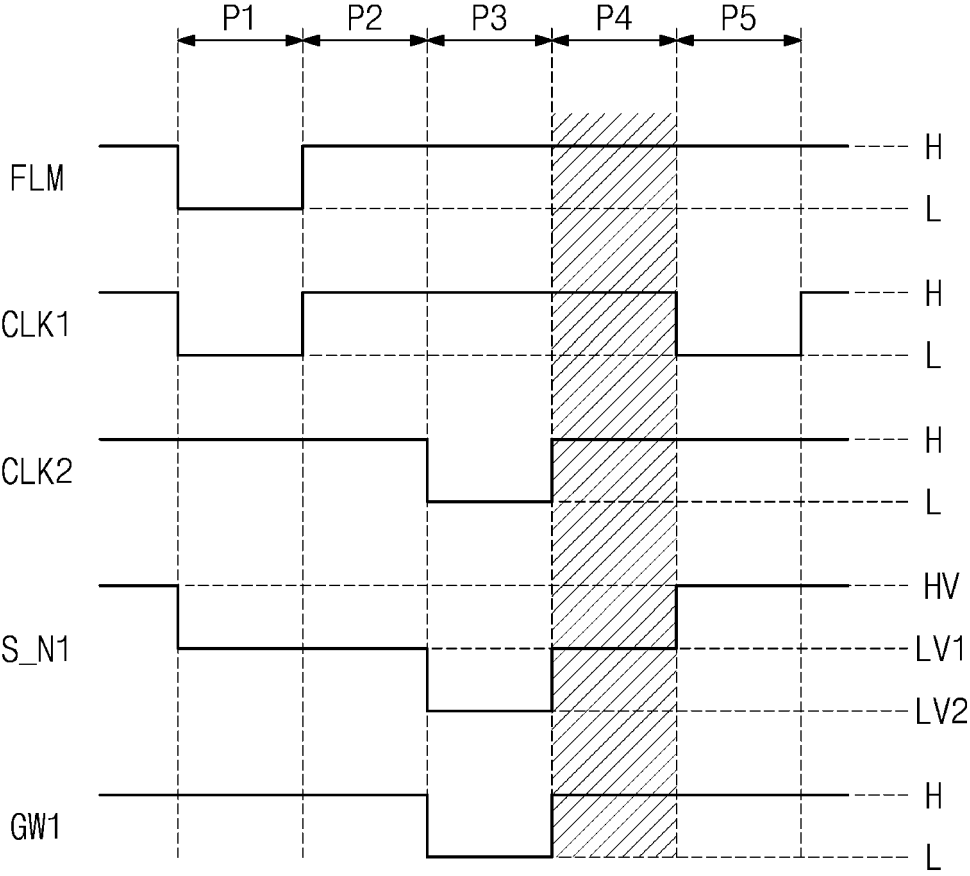 P1 P2 P3 P4 P5
FLM H
L
CLK1 H
L
CLK2 H
L
S_N1 HV
LV1
LV2
GW1 H
L